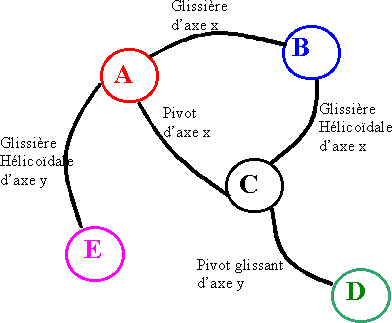 Glissière
d'axe x
B
A
Pivot
d'axe x
Glissière
Hélicoïdale
d'axe x
Glissière
Hélicoïdale
d'axe y
C
E
Pivot glissant
d'axe y
D